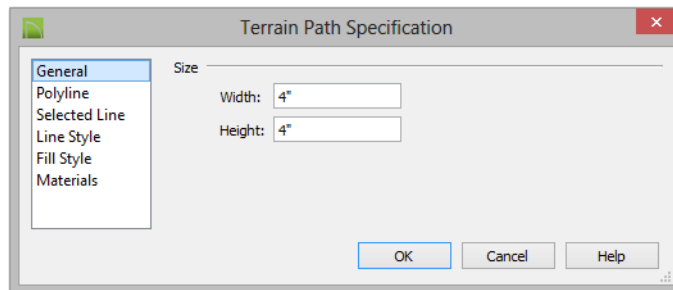 Terrain Path Specification
General
Polyline
Selected Line
Line Style
Fill Style
Materials
Size
Width: 4"
Height: 4"
OK Cancel Help